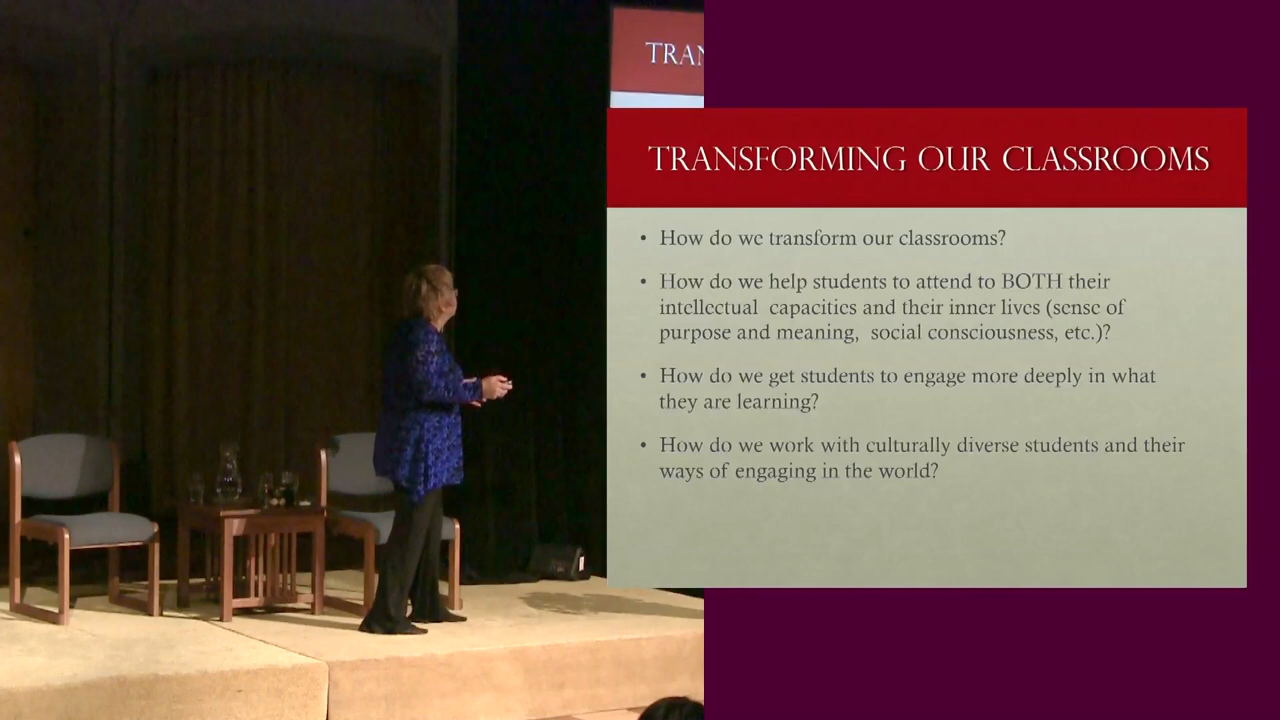 TRAN
TRANSFORMING OUR CLASSROOMS
• How do we transform our classrooms?
• How do we help students to attend to BOTH their
intellectual capacities and their inner lives (sense of
purpose and meaning, social consciousness, etc.)?
• How do we get students to engage more deeply in what
they are learning?
• How do we work with culturally diverse students and their
ways of engaging in the world?